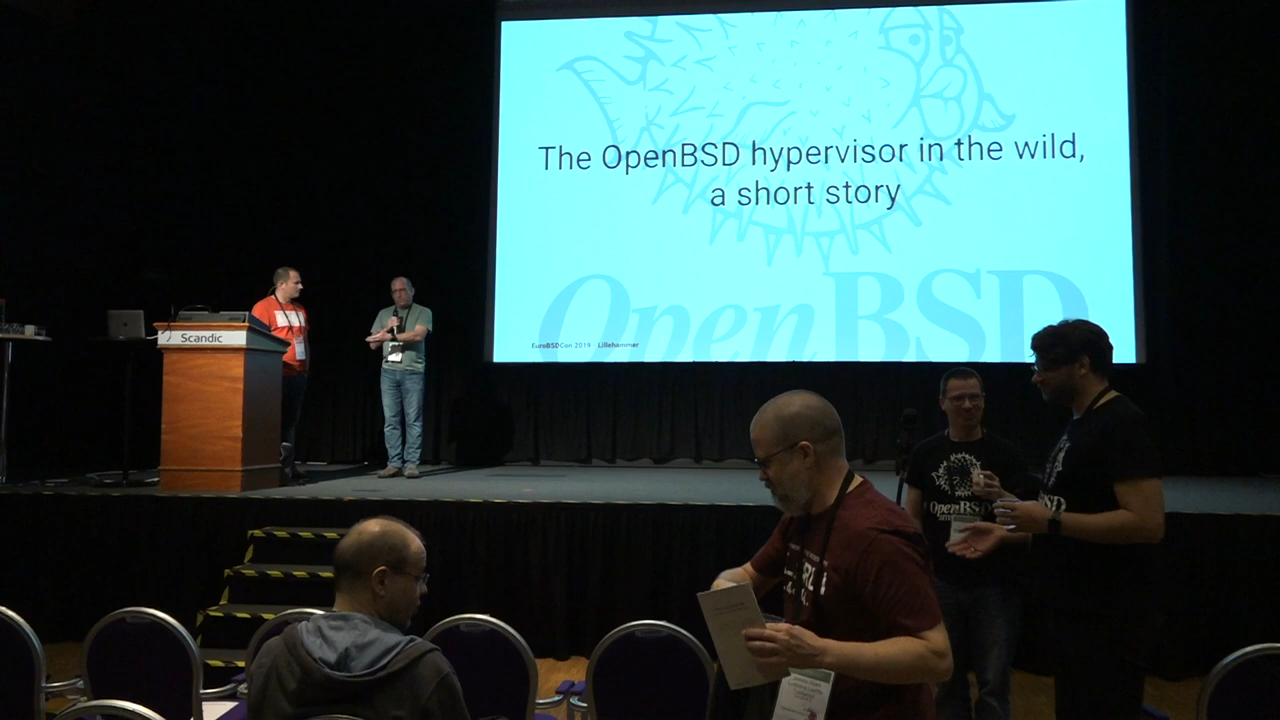 The OpenBSD hypervisor in the wild,
a short story
OpenBSD
EuroBSDCon 2019 Lillehammer
Scandic
OpenBSD